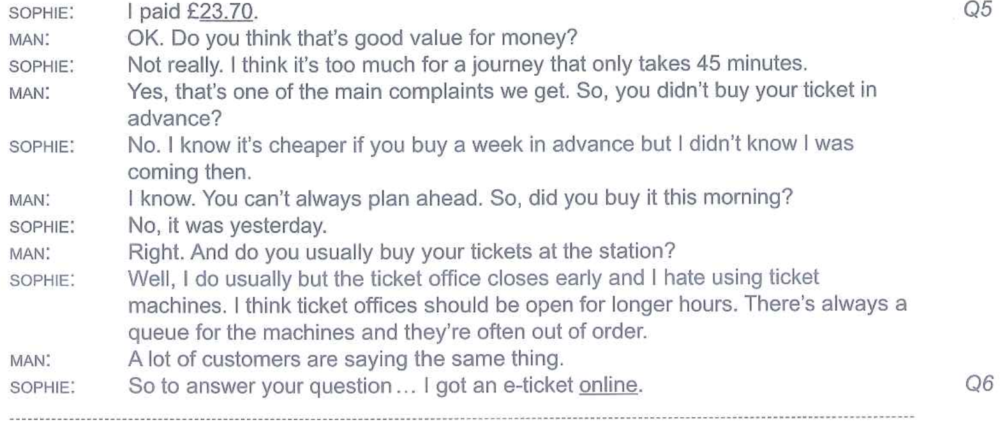 SOPHIE: I paid £23.70. Q5
MAN: OK. Do you think that's good value for money?
SOPHIE: Not really. I think it's too much for a journey that only takes 45 minutes.
MAN: Yes, that's one of the main complaints we get. So, you didn't buy your ticket in
advance?
SOPHIE: No. I know it's cheaper if you buy a week in advance but I didn't know I was
coming then.
MAN: I know. You can't always plan ahead. So, did you buy it this morning?
SOPHIE: No, it was yesterday.
MAN: Right. And do you usually buy your tickets at the station?
SOPHIE: Well, I do usually but the ticket office closes early and I hate using ticket
machines. I think ticket offices should be open for longer hours. There's always a
queue for the machines and they're often out of order.
MAN: A lot of customers are saying the same thing.
SOPHIE: So to answer your question... I got an e-ticket online. Q6